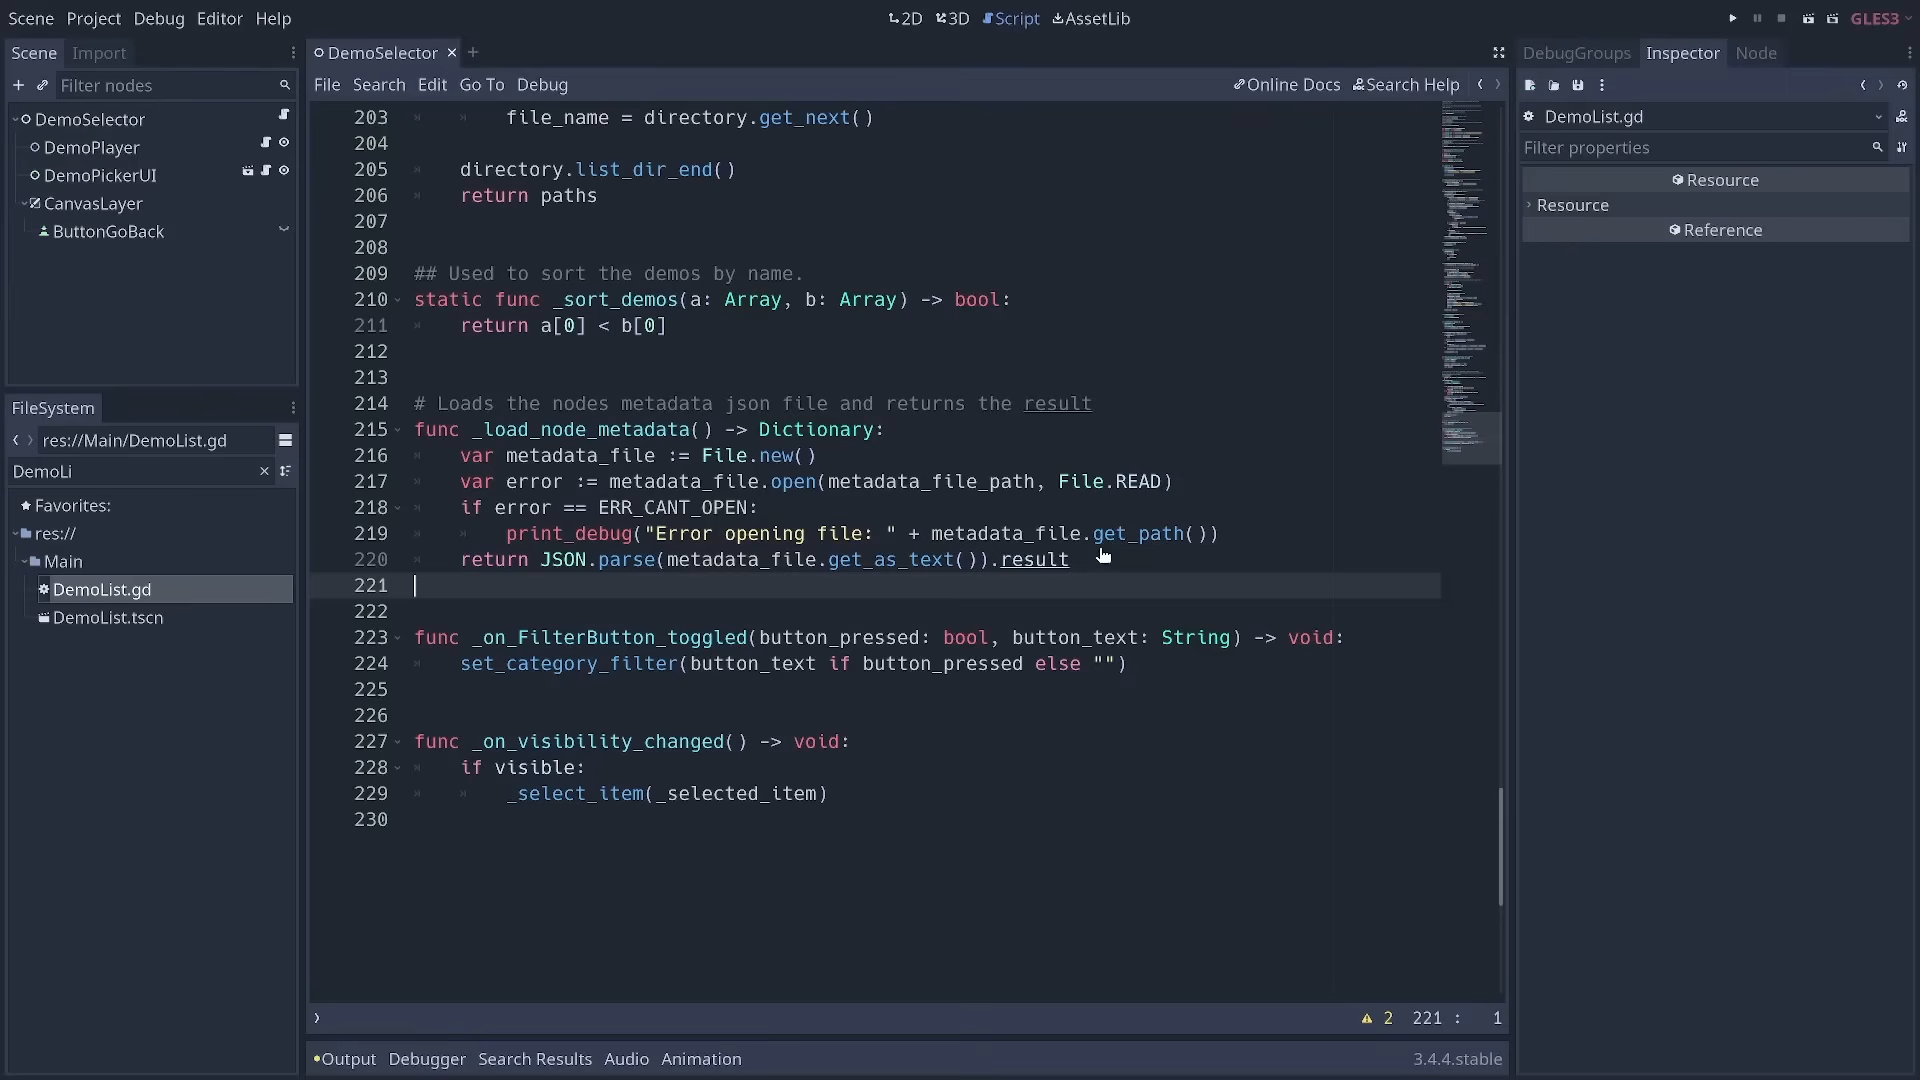 Scene Project Debug Editor Help
2D 3D Script AssetLib
GLES3
Scene Import
Filter nodes
DemoSelector
DemoPlayer
DemoPickerUI
CanvasLayer
ButtonGoBack
FileSystem
res://Main/DemoList.gd
DemoLi
Favorites:
res://
Main
DemoList.gd
DemoList.tscn
DemoSelector × +
File Search Edit Go To Debug
Online Docs Search Help
203 file_name = directory.get_next()
204
205 directory.list_dir_end()
206 return paths
207
208
209 ## Used to sort the demos by name.
210 static func _sort_demos(a: Array, b: Array) -> bool:
211 return a[0] < b[0]
212
213
214 # Loads the nodes metadata json file and returns the result
215 func _load_node_metadata() -> Dictionary:
216 var metadata_file := File.new()
217 var error := metadata_file.open(metadata_file_path, File.READ)
218 if error == ERR_CANT_OPEN:
219 print_debug("Error opening file: " + metadata_file.get_path())
220 return JSON.parse(metadata_file.get_as_text()).result
221
222
223 func _on_FilterButton_toggled(button_pressed: bool, button_text: String) -> void:
224 set_category_filter(button_text if button_pressed else "")
225
226
227 func _on_visibility_changed() -> void:
228 if visible:
229 _select_item(_selected_item)
230
2 221 : 1
Output Debugger Search Results Audio Animation
3.4.4.stable
DebugGroups Inspector Node
DemoList.gd
Filter properties
Resource
Resource
Reference